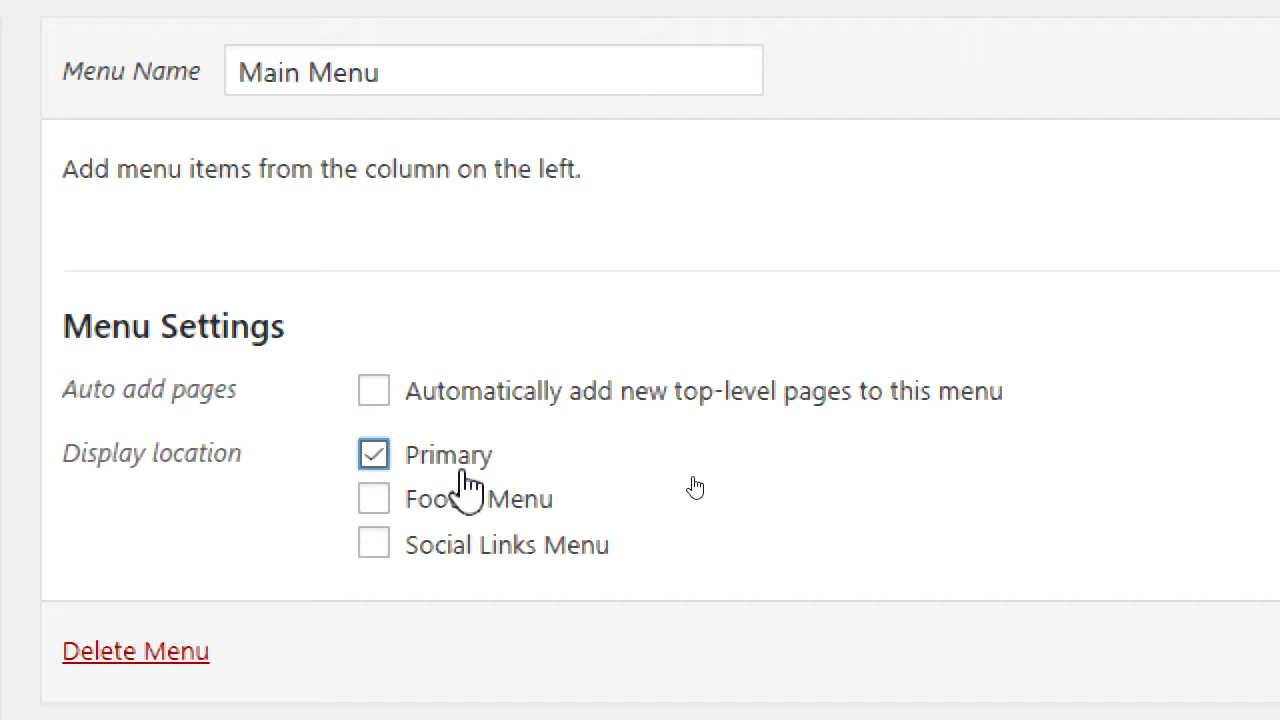 Menu Name Main Menu
Add menu items from the column on the left.
Menu Settings
Auto add pages Automatically add new top-level pages to this menu
Display location Primary
Menu
Social Links Menu
Delete Menu